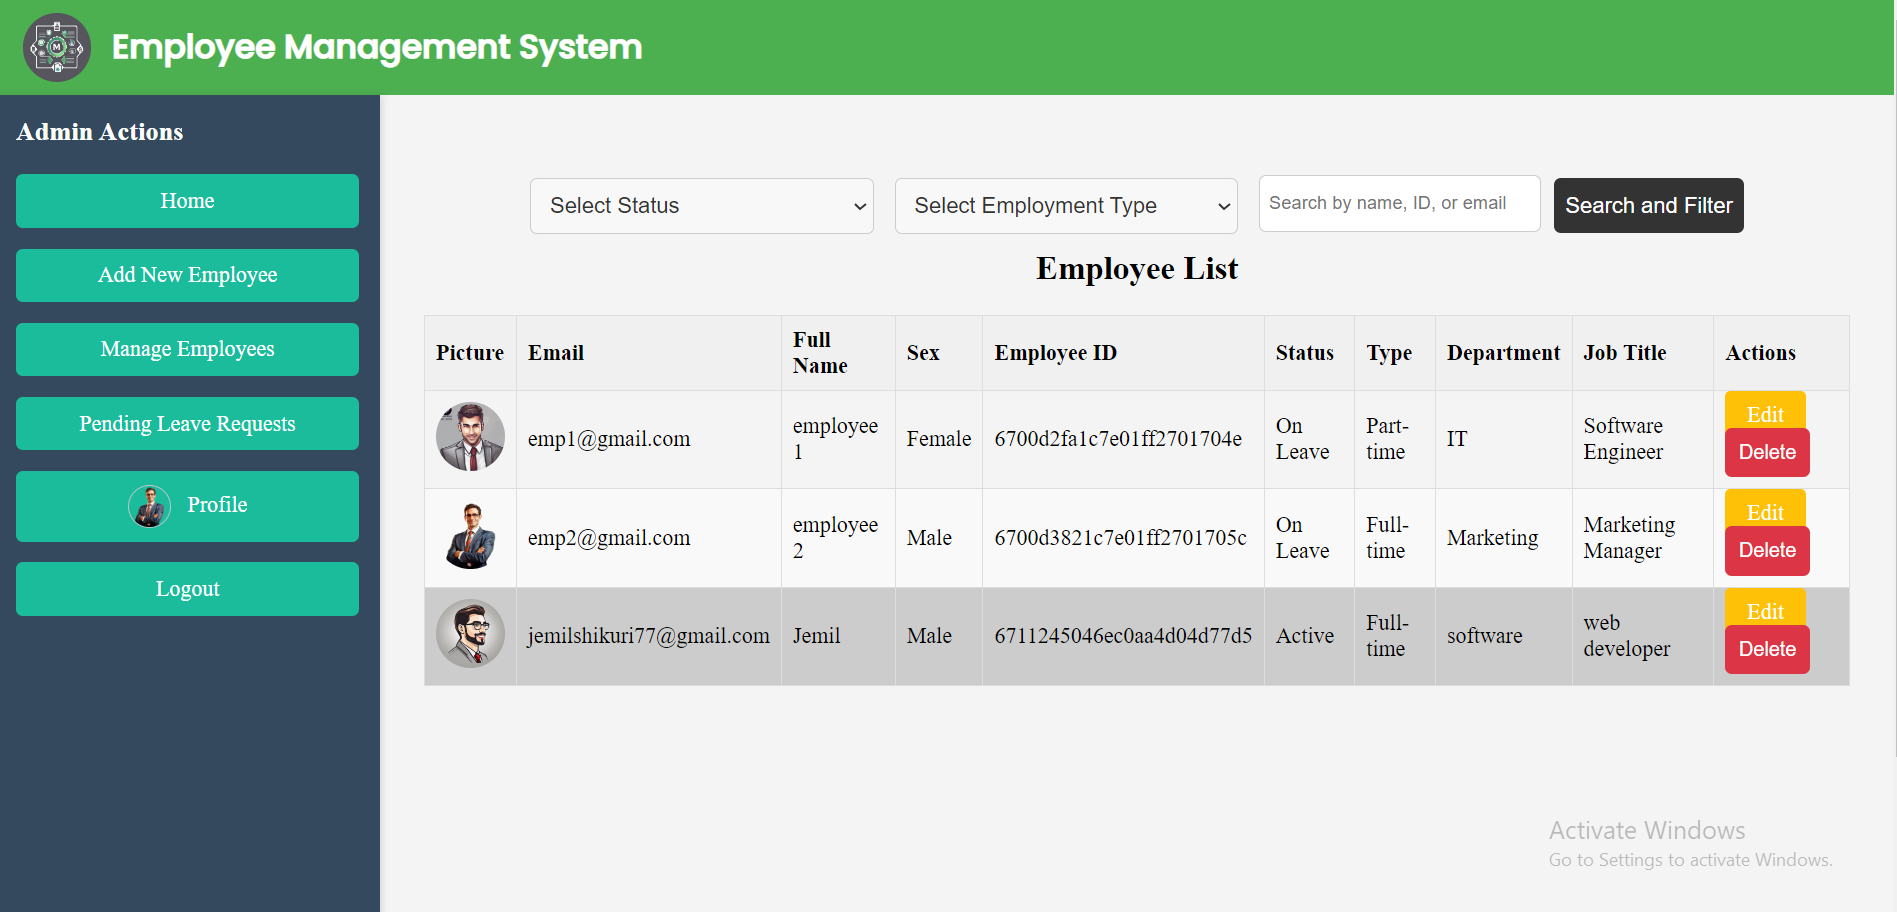 Employee Management System
Admin Actions
Home
Add New Employee
Manage Employees
Pending Leave Requests
Profile
Logout
Select Status
Select Employment Type
Search by name, ID, or email
Search and Filter
Employee List
Picture Email Full Name Sex Employee ID Status Type Department Job Title Actions
emp1@gmail.com employee 1 Female 6700d2fa1c7e01ff2701704e On Leave Part-time IT Software Engineer Edit Delete
emp2@gmail.com employee 2 Male 6700d3821c7e01ff2701705c On Leave Full-time Marketing Marketing Manager Edit Delete
jemilshikuri77@gmail.com Jemil Male 6711245046ec0aa4d04d77d5 Active Full-time software web developer Edit Delete
Activate Windows
Go to Settings to activate Windows.